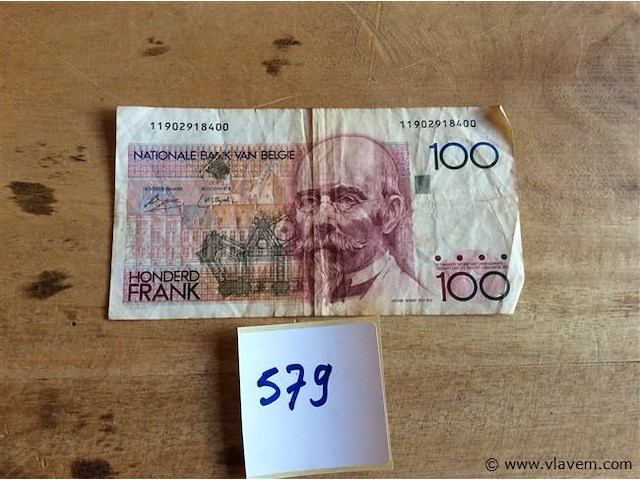 11902918400 11902918400
NATIONALE BANK VAN BELGIE
100
HONDERD
FRANK
100
579
© www.vlavem.com